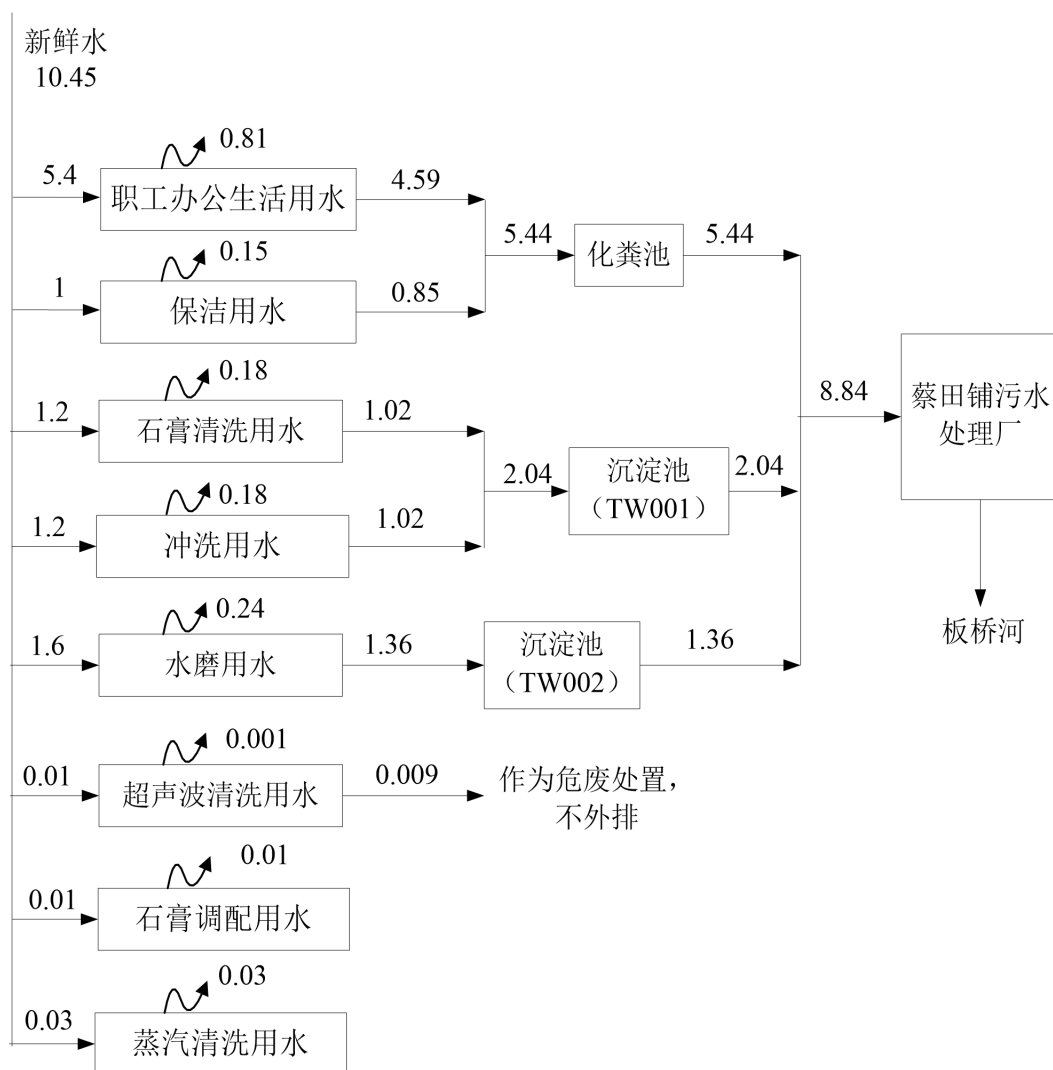 新鲜水
10.45
0.81
5.4
职工办公生活用水
4.59
5.44
化粪池
5.44
0.15
1
保洁用水
0.85
0.18
1.2
石膏清洗用水
1.02
2.04
沉淀池
（TW001）
2.04
8.84
蔡田铺污水
处理厂
0.18
1.2
冲洗用水
1.02
0.24
1.6
水磨用水
1.36
沉淀池
（TW002）
1.36
板桥河
0.001
0.01
超声波清洗用水
0.009
作为危废处置，
不外排
0.01
0.01
石膏调配用水
0.03
0.03
蒸汽清洗用水